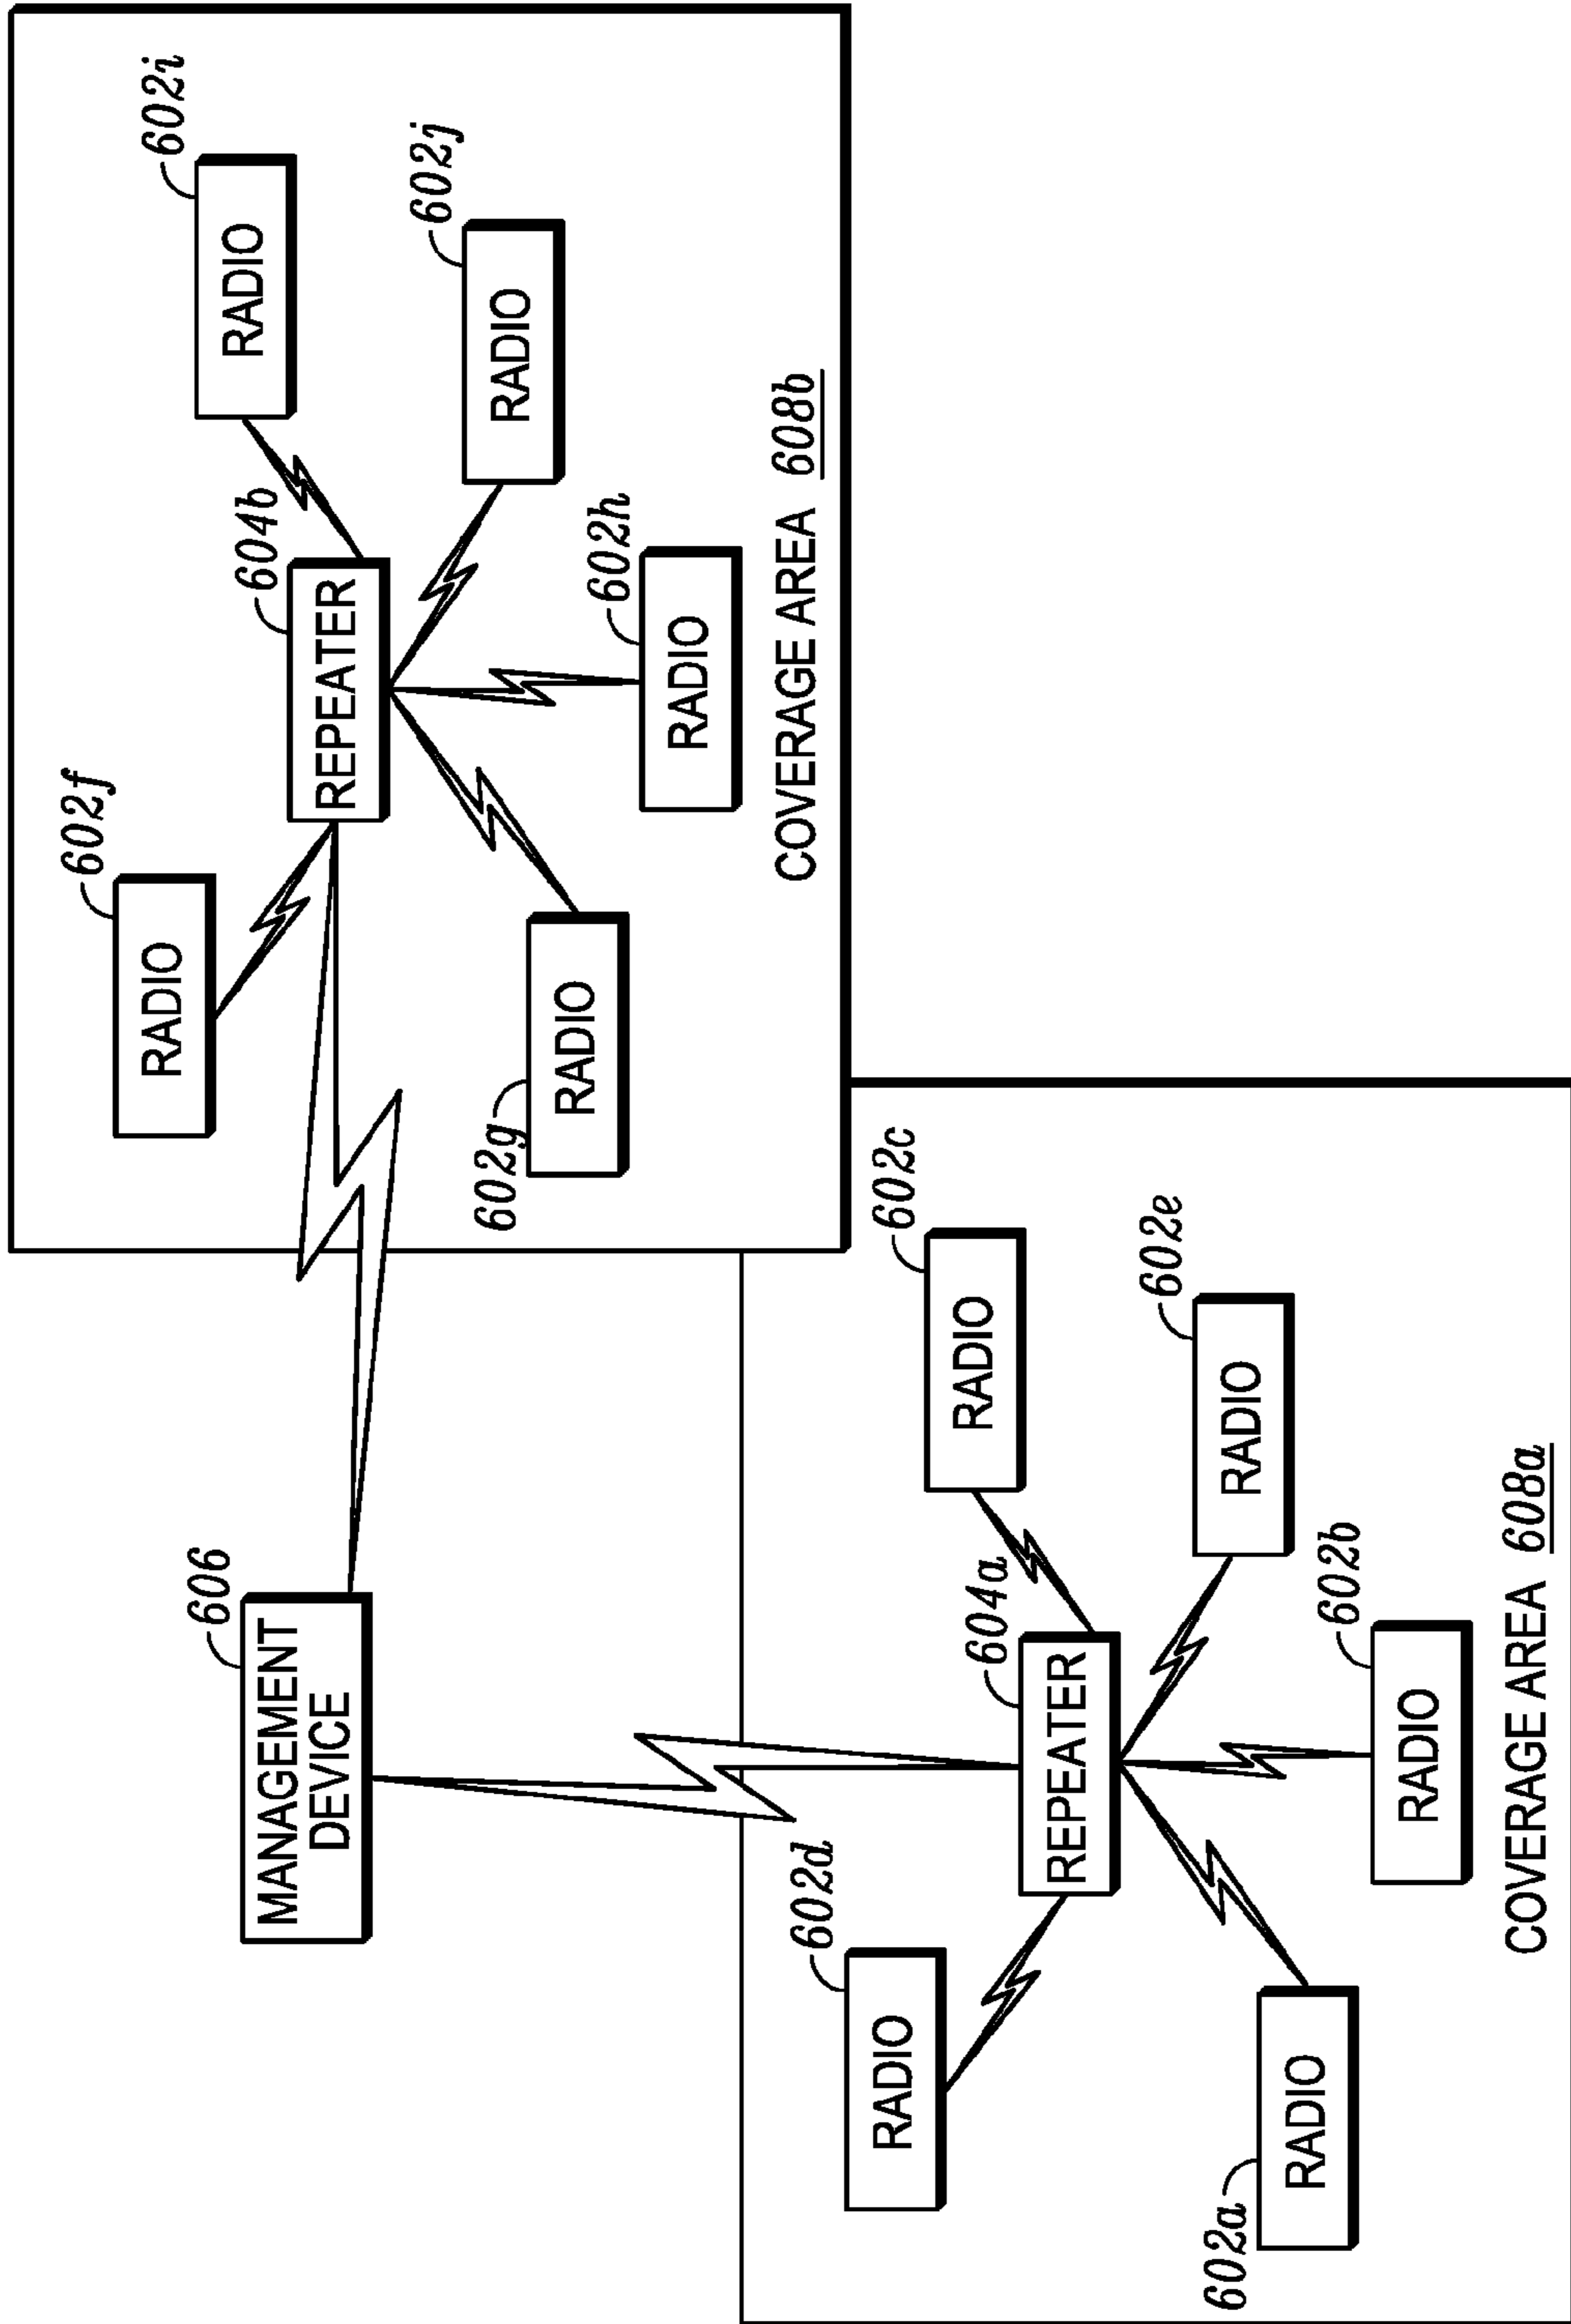 606
MANAGEMENT
DEVICE
602f
RADIO
604b
REPEATER
602i
RADIO
602j
RADIO
602g
RADIO
602h
RADIO
COVERAGE AREA 608b
602d
RADIO
604a
REPEATER
602c
RADIO
602e
RADIO
602a
RADIO
602b
RADIO
COVERAGE AREA 608a